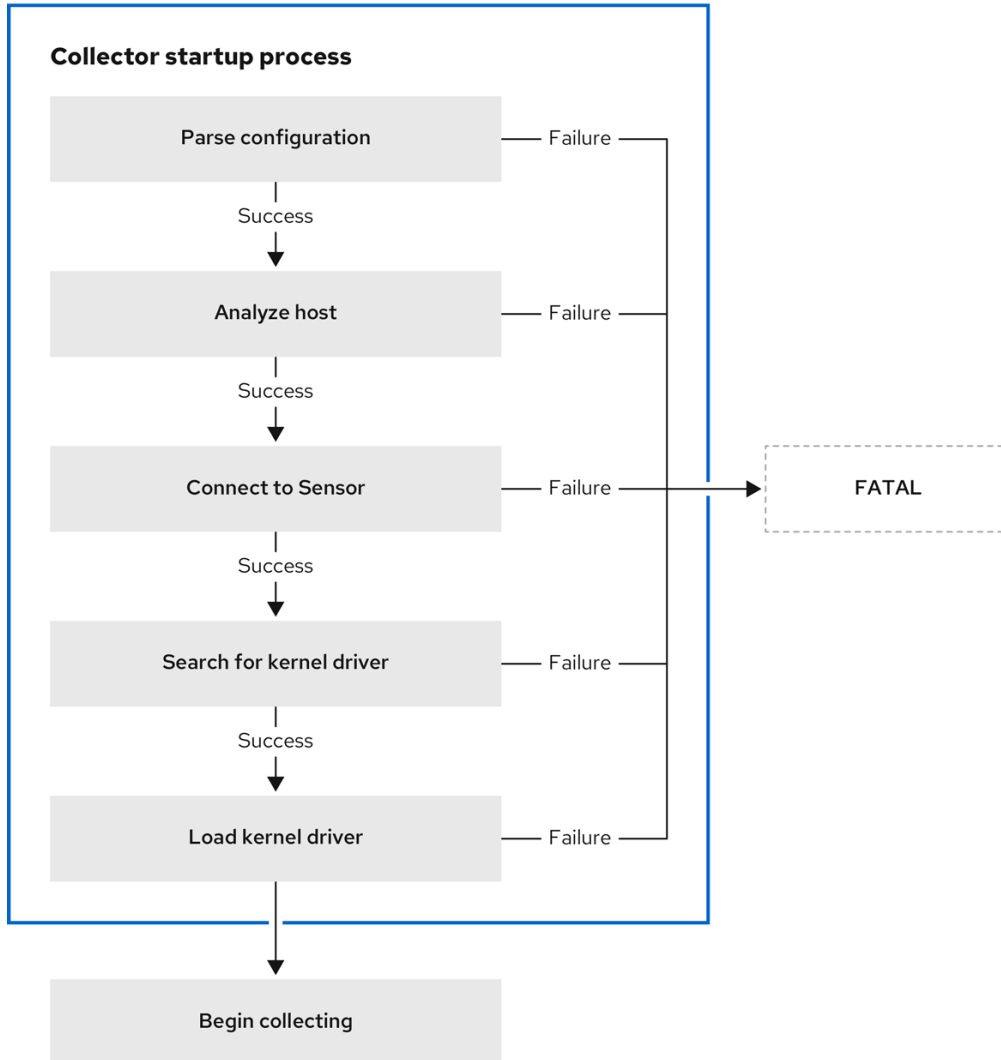 Collector startup process
Parse configuration
Failure
Success
Analyze host
Failure
Success
Connect to Sensor
Failure
FATAL
Success
Search for kernel driver
Failure
Success
Load kernel driver
Failure
Begin collecting